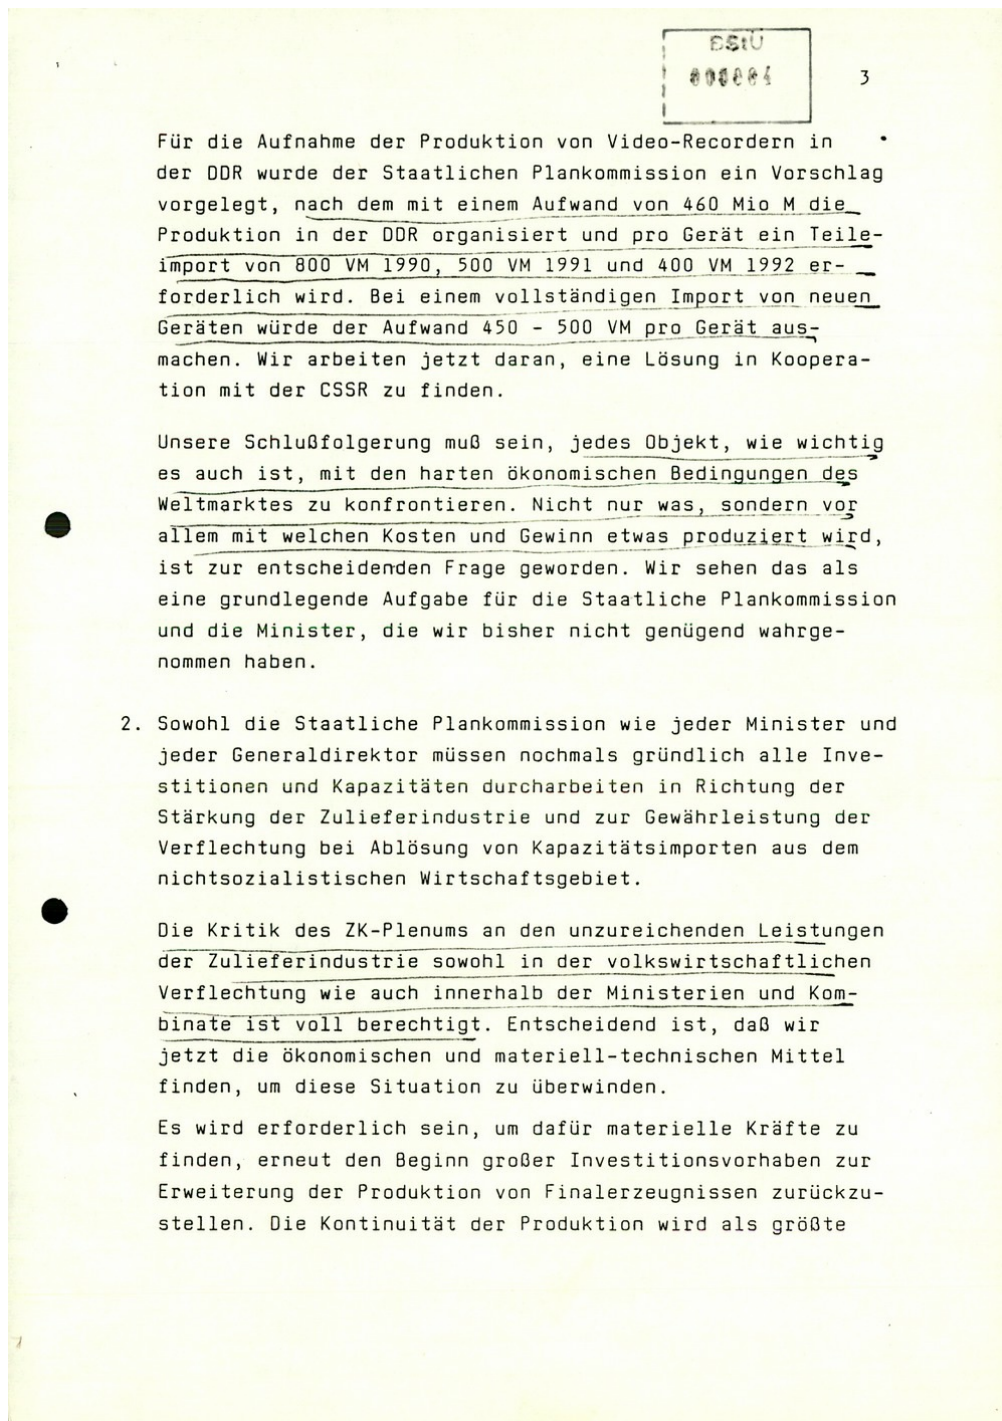 BStU
3
Für die Aufnahme der Produktion von Video-Recordern in
der DDR wurde der Staatlichen Plankommission ein Vorschlag
vorgelegt, nach dem mit einem Aufwand von 460 Mio M die
Produktion in der DDR organisiert und pro Gerät ein Teile-
import von 800 VM 1990, 500 VM 1991 und 400 VM 1992 er-
forderlich wird. Bei einem vollständigen Import von neuen
Geräten würde der Aufwand 450 - 500 VM pro Gerät aus-
machen. Wir arbeiten jetzt daran, eine Lösung in Koopera-
tion mit der CSSR zu finden.
Unsere Schlußfolgerung muß sein, jedes Objekt, wie wichtig
es auch ist, mit den harten ökonomischen Bedingungen des
Weltmarktes zu konfrontieren. Nicht nur was, sondern vor
allem mit welchen Kosten und Gewinn etwas produziert wird,
ist zur entscheidenden Frage geworden. Wir sehen das als
eine grundlegende Aufgabe für die Staatliche Plankommission
und die Minister, die wir bisher nicht genügend wahrge-
nommen haben.
2. Sowohl die Staatliche Plankommission wie jeder Minister und
jeder Generaldirektor müssen nochmals gründlich alle Inve-
stitionen und Kapazitäten durcharbeiten in Richtung der
Stärkung der Zulieferindustrie und zur Gewährleistung der
Verflechtung bei Ablösung von Kapazitätsimporten aus dem
nichtsozialistischen Wirtschaftsgebiet.
Die Kritik des ZK-Plenums an den unzureichenden Leistungen
der Zulieferindustrie sowohl in der volkswirtschaftlichen
Verflechtung wie auch innerhalb der Ministerien und Kom-
binate ist voll berechtigt. Entscheidend ist, daß wir
jetzt die ökonomischen und materiell-technischen Mittel
finden, um diese Situation zu überwinden.
Es wird erforderlich sein, um dafür materielle Kräfte zu
finden, erneut den Beginn großer Investitionsvorhaben zur
Erweiterung der Produktion von Finalerzeugnissen zurückzu-
stellen. Die Kontinuität der Produktion wird als größte